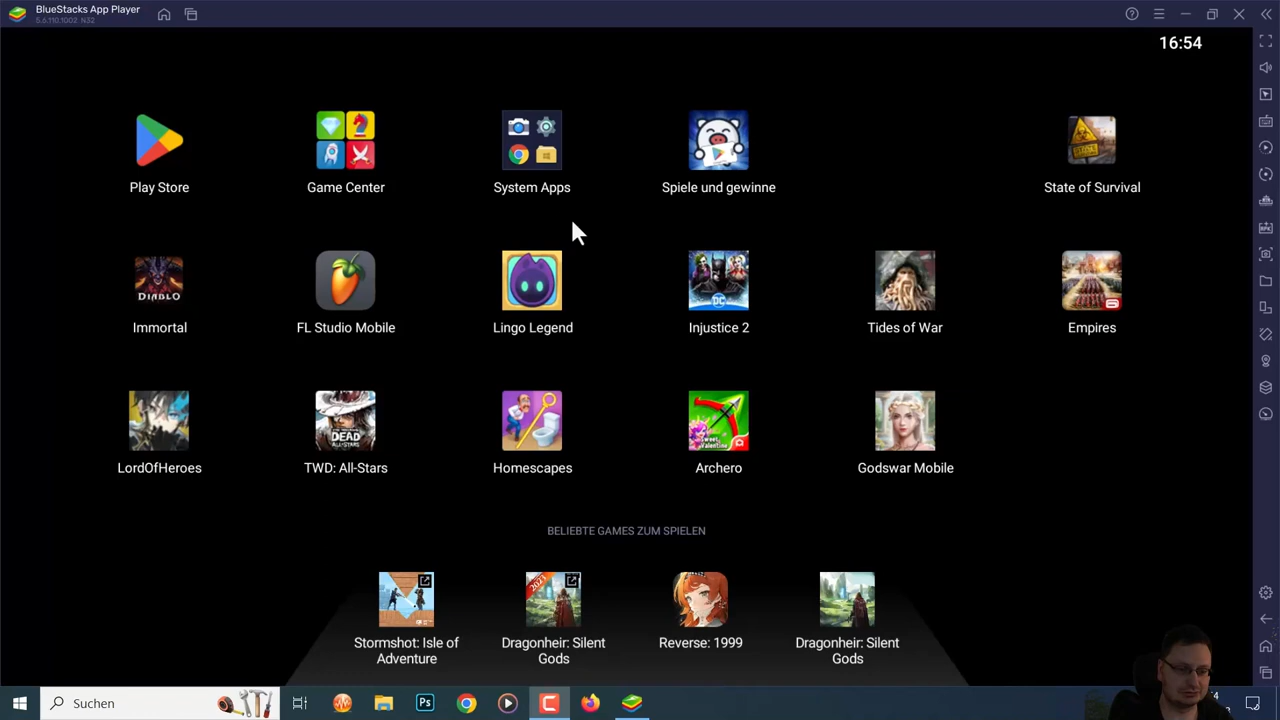 BlueStacks App Player
5.6.110.1002 N32
16:54
Play Store
Game Center
System Apps
Spiele und gewinne
State of Survival
DIABLO
DC
Immortal
FL Studio Mobile
Lingo Legend
Injustice 2
Tides of War
Empires
DEAD
Sweet
Valentine
LordOfHeroes
TWD: All-Stars
Homescapes
Archero
Godswar Mobile
BELIEBTE GAMES ZUM SPIELEN
Stormshot: Isle of
Adventure
Dragonheir: Silent
Gods
Reverse: 1999
Dragonheir: Silent
Gods
Suchen
Ps